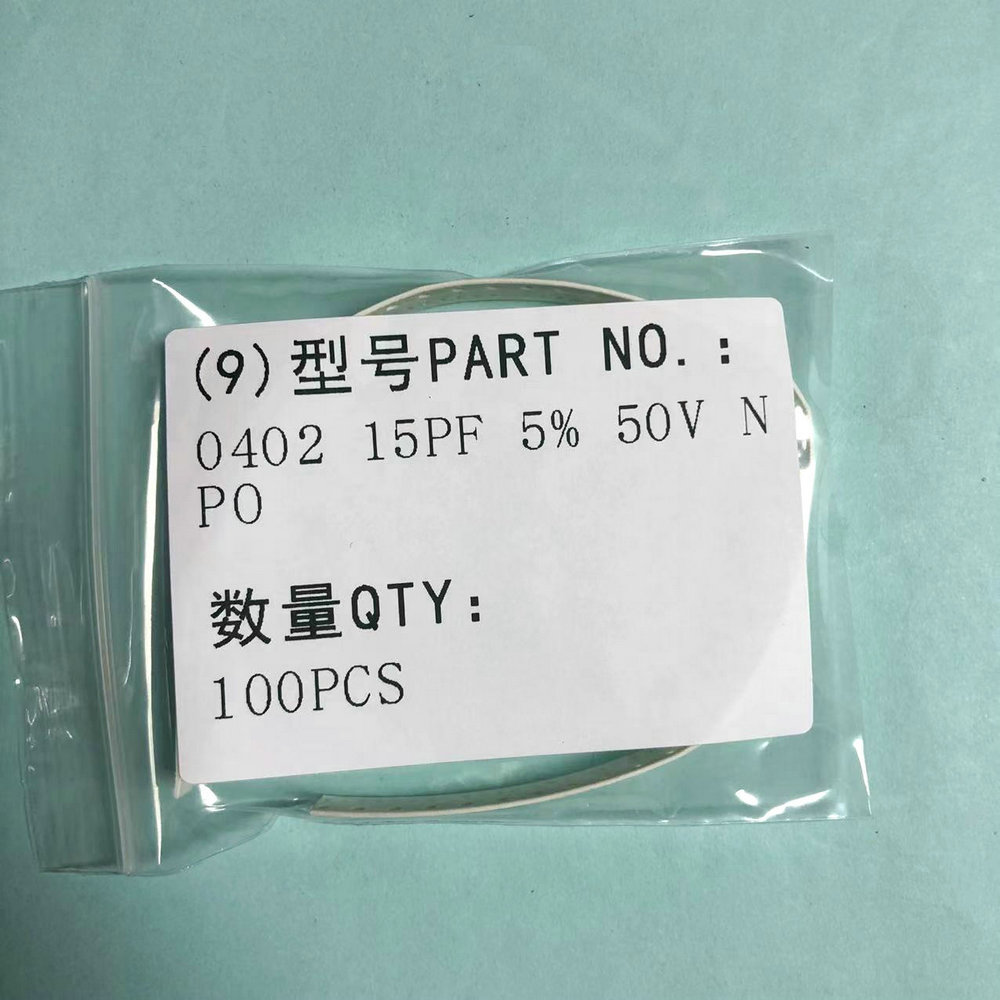 (9)型号PART NO.:
0402 15PF 5% 50V N
PO
数量QTY:
100PCS